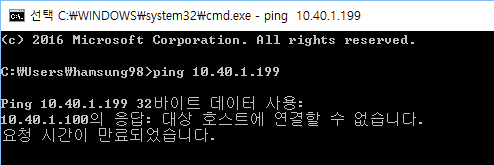 선택 C:₩WINDOWS₩system32₩cmd.exe - ping  10.40.1.199
(c) 2016 Microsoft Corporation. All rights reserved.
C:₩Users₩hamsung98>ping 10.40.1.199
Ping 10.40.1.199 32바이트 데이터 사용:
10.40.1.100의 응답: 대상 호스트에 연결할 수 없습니다.
요청 시간이 만료되었습니다.